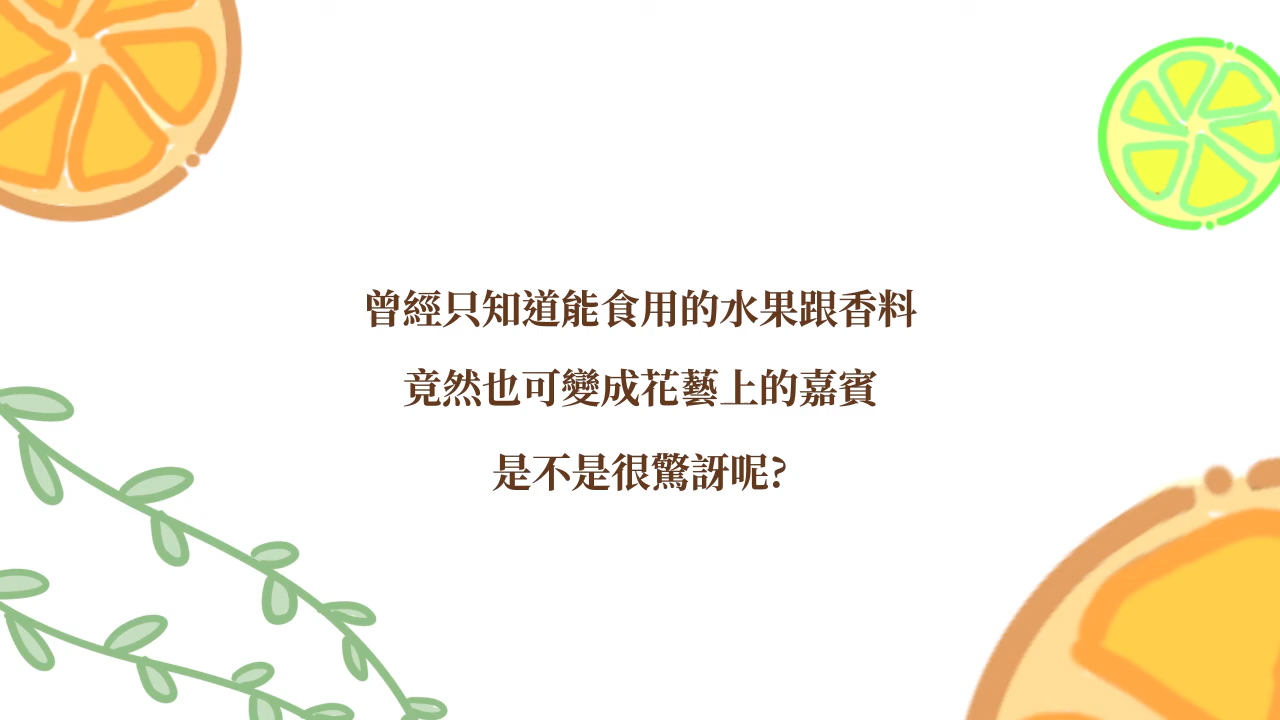 曾經只知道能食用的水果跟香料
竟然也可變成花藝上的嘉賓
是不是很驚訝呢?